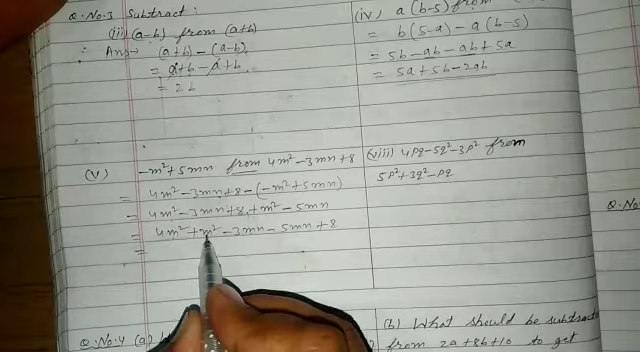 Q.No.3 Subtract:
(iii) (a-b) from (a+b)
∴ Ans→ (a+b) - (a-b)
= a+b-a+b
= 2b
(iv) a(b-5) from
= b(5-a) - a(b-5)
= 5b-ab-ab+5a
= 5a+5b-2ab
(v) -m²+5mn from 4m²-3mn+8
= 4m²-3mn+8-(-m²+5mn)
= 4m²-3mn+8+m²-5mn
= 4m²+m²-3mn-5mn+8
=
(viii) 4pq-5q²-3p² from
5p²+3q²-pq
Q.No.4 (a)
(b) What should be subtract
from 2a+8b+10 to get
Q.No